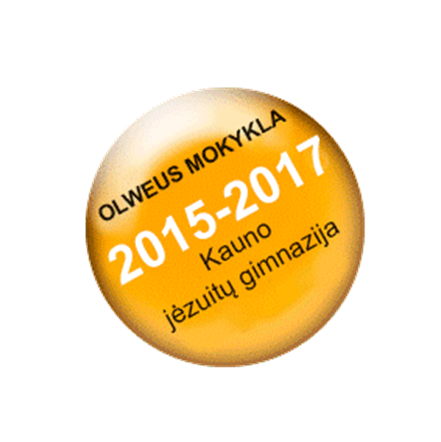 OLWEUS MOKYKLA
2015-2017
Kauno
jėzuitų gimnazija